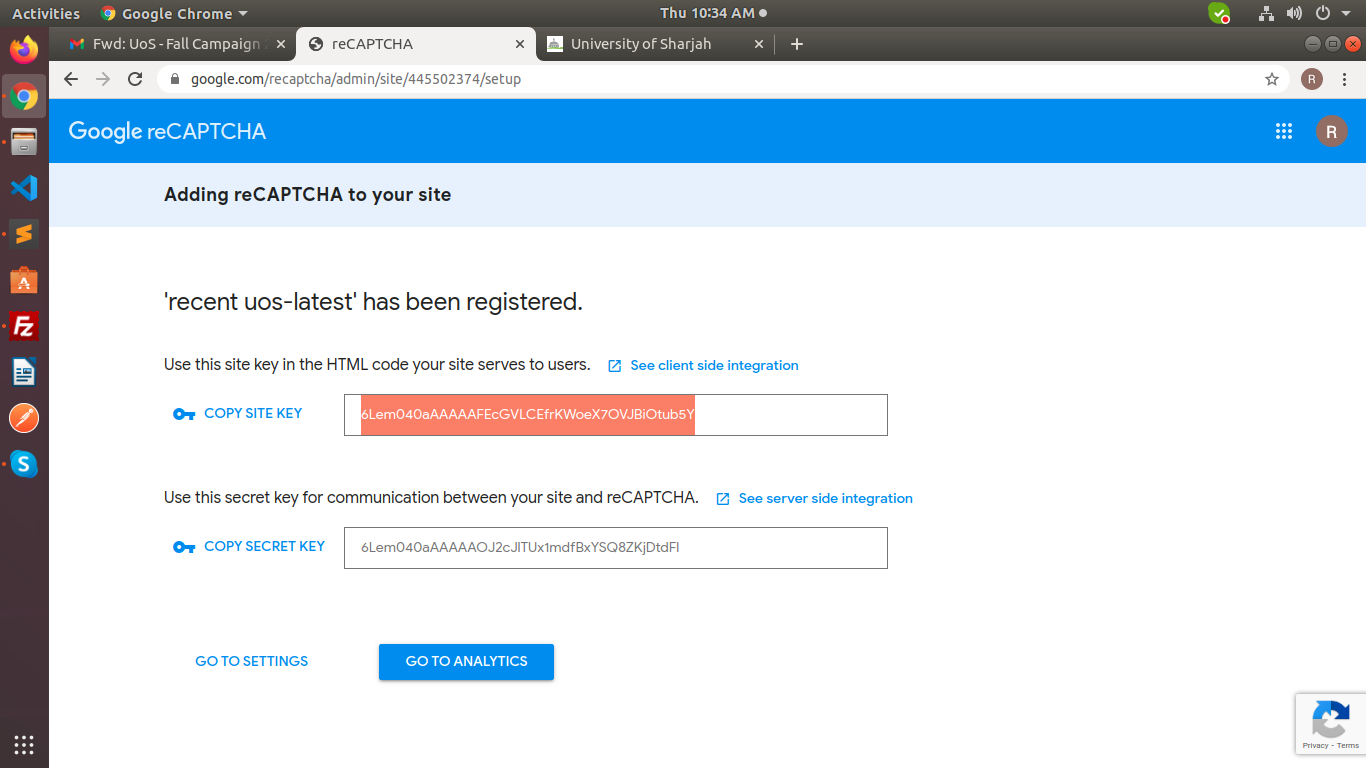 Activities
Google Chrome
Thu 10:34 AM
Fwd: UoS - Fall Campaign
reCAPTCHA
University of Sharjah
google.com/recaptcha/admin/site/445502374/setup
R
Google reCAPTCHA
R
Adding reCAPTCHA to your site
'recent uos-latest' has been registered.
Use this site key in the HTML code your site serves to users. See client side integration
COPY SITE KEY
6Lem040aAAAAAFEcGVLCEfrKWoeX7OVJBiOtub5Y
Use this secret key for communication between your site and reCAPTCHA. See server side integration
COPY SECRET KEY
GO TO SETTINGS
GO TO ANALYTICS
Privacy - Terms